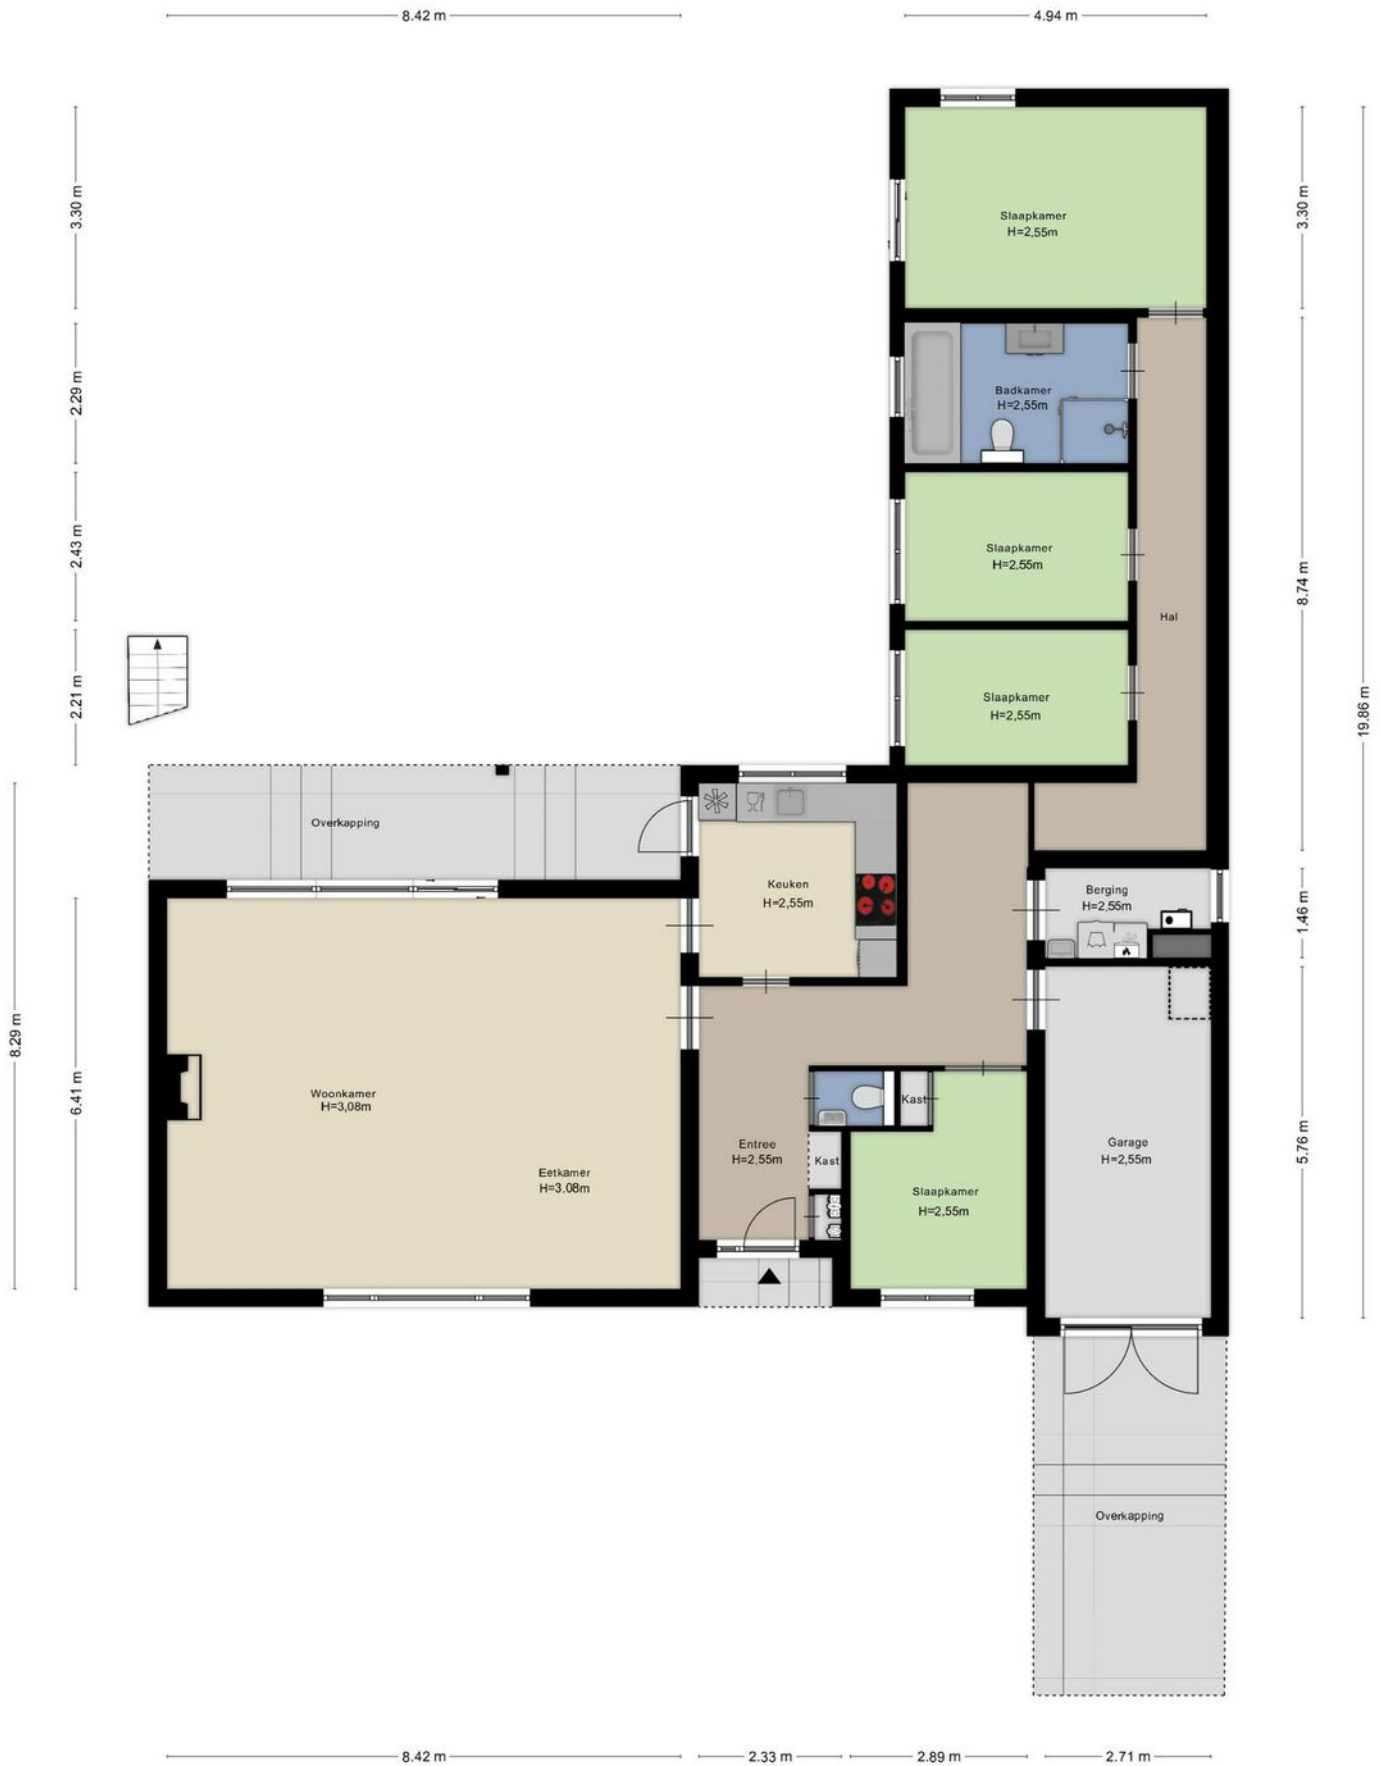 8.42 m
4.94 m
3.30 m
3.30 m
Slaapkamer
H=2,55m
2.29 m
Badkamer
H=2,55m
2.43 m
Slaapkamer
H=2,55m
8.74 m
Hal
2.21 m
Slaapkamer
H=2,55m
19.86 m
Overkapping
Keuken
H=2,55m
Berging
H=2,55m
1.46 m
8.29 m
6.41 m
Woonkamer
H=3,08m
Kast
Entree
H=2,55m
Kast
Garage
H=2,55m
5.76 m
Eetkamer
H=3.08m
Slaapkamer
H=2,55m
Overkapping
8.42 m
2.33 m
2.89 m
2.71 m